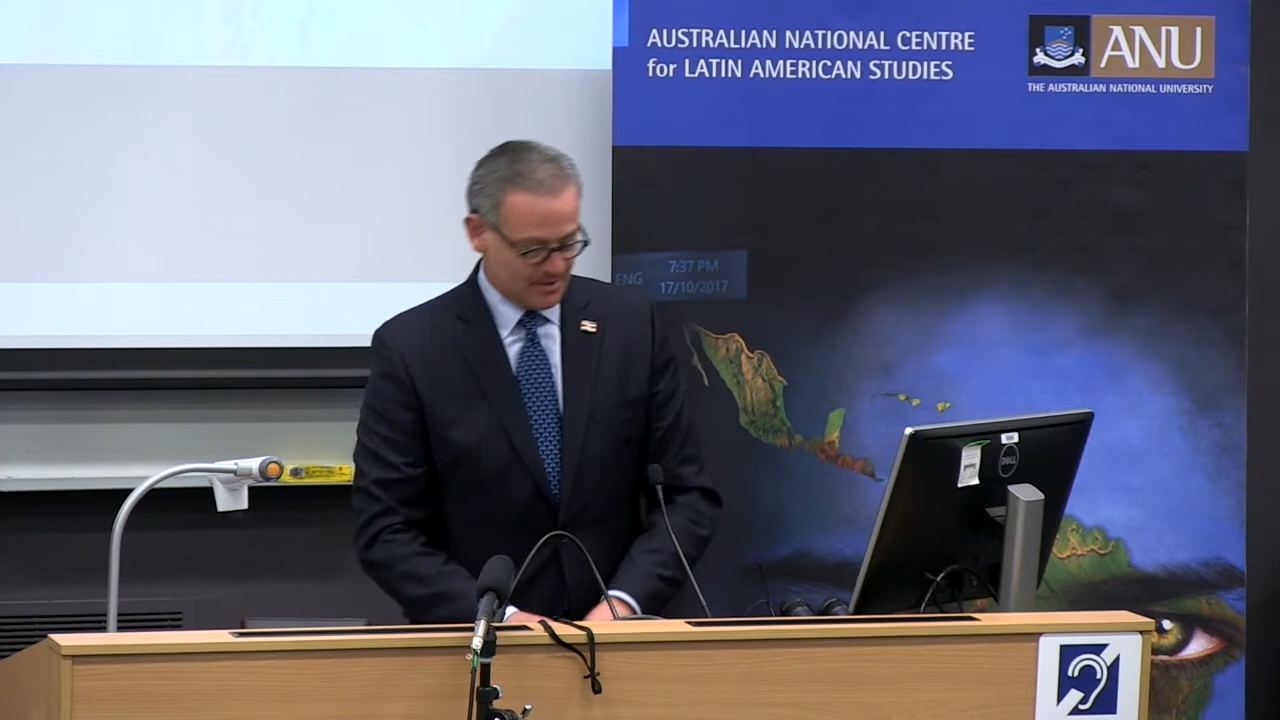 AUSTRALIAN NATIONAL CENTRE
for LATIN AMERICAN STUDIES
ANU
THE AUSTRALIAN NATIONAL UNIVERSITY
ENG
7:37 PM
17/10/2017
DELL